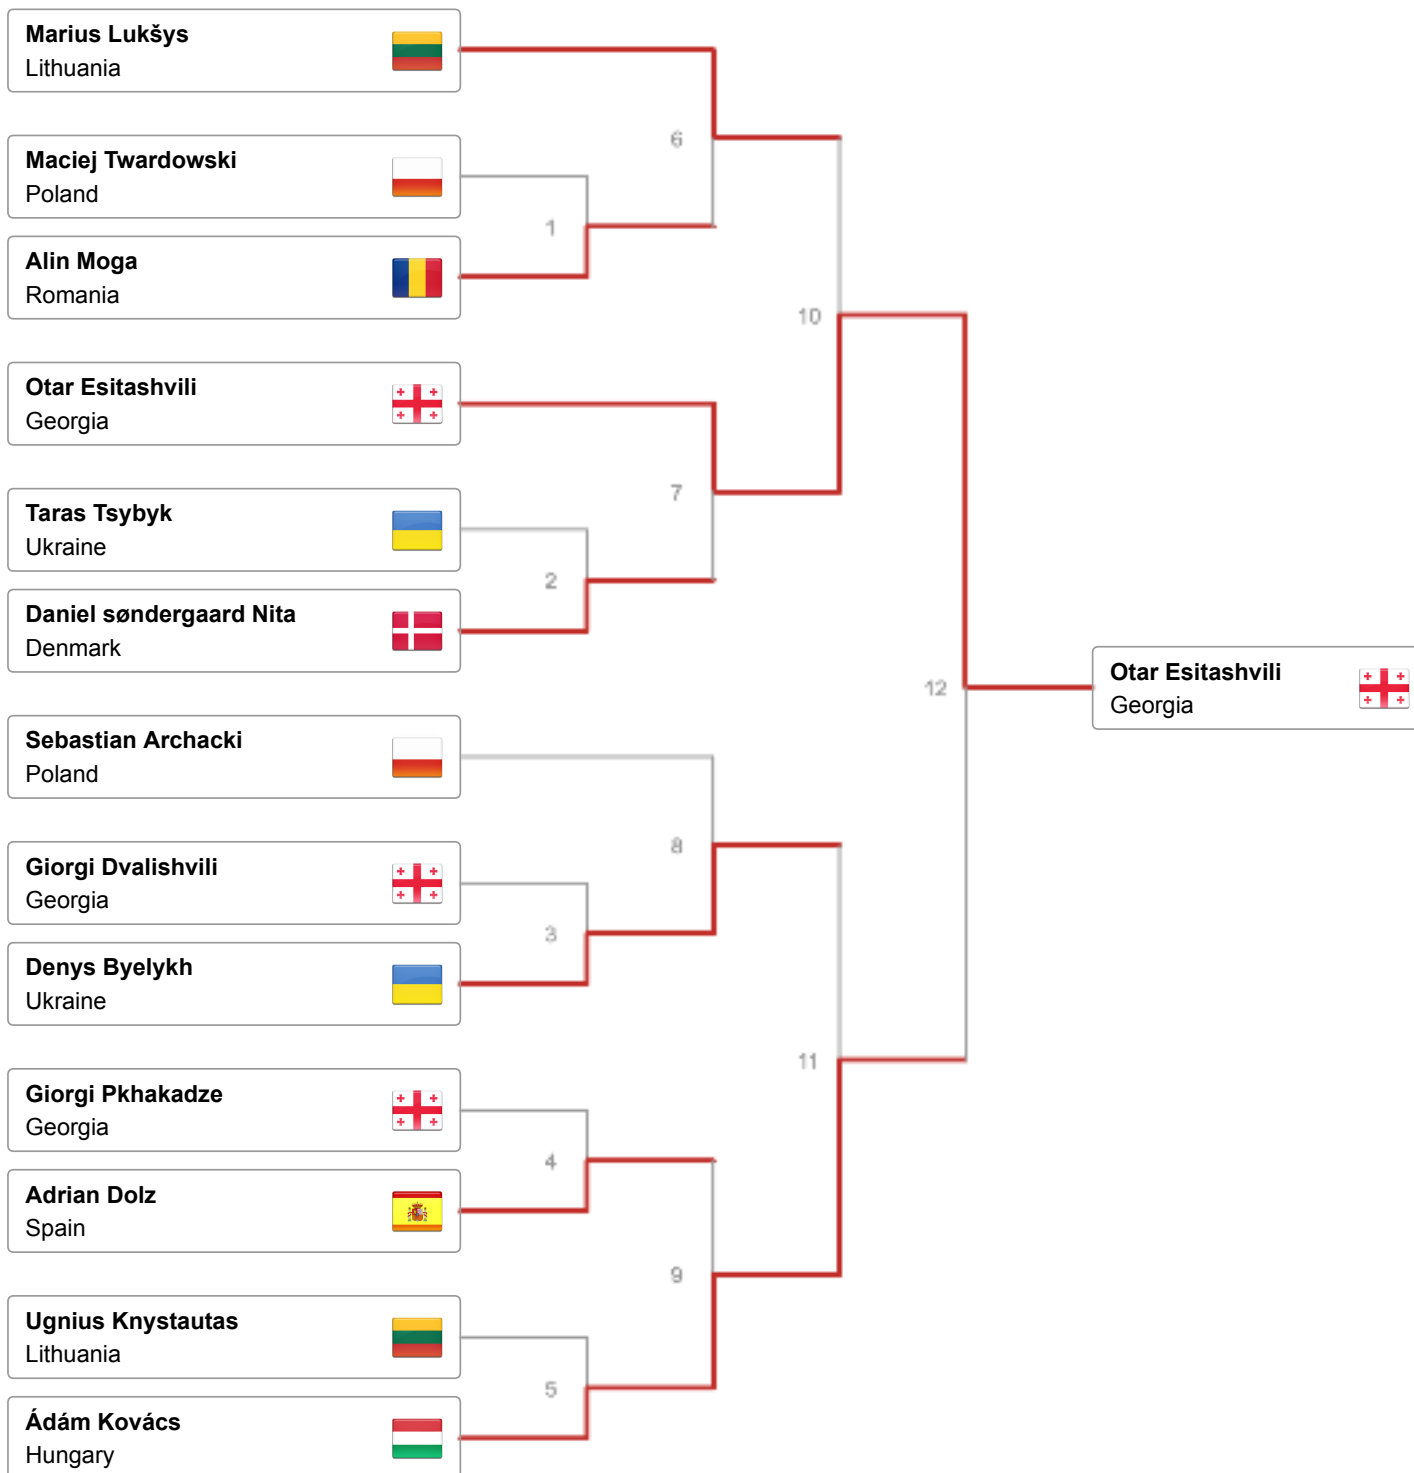 Marius Lukšys
Lithuania
6
Maciej Twardowski
Poland
1
Alin Moga
Romania
10
Otar Esitashvili
Georgia
7
Taras Tsybyk
Ukraine
2
Daniel søndergaard Nita
Denmark
12
Otar Esitashvili
Georgia
Sebastian Archacki
Poland
8
Giorgi Dvalishvili
Georgia
3
Denys Byelykh
Ukraine
11
Giorgi Pkhakadze
Georgia
4
Adrian Dolz
Spain
9
Ugnius Knystautas
Lithuania
5
Ádám Kovács
Hungary